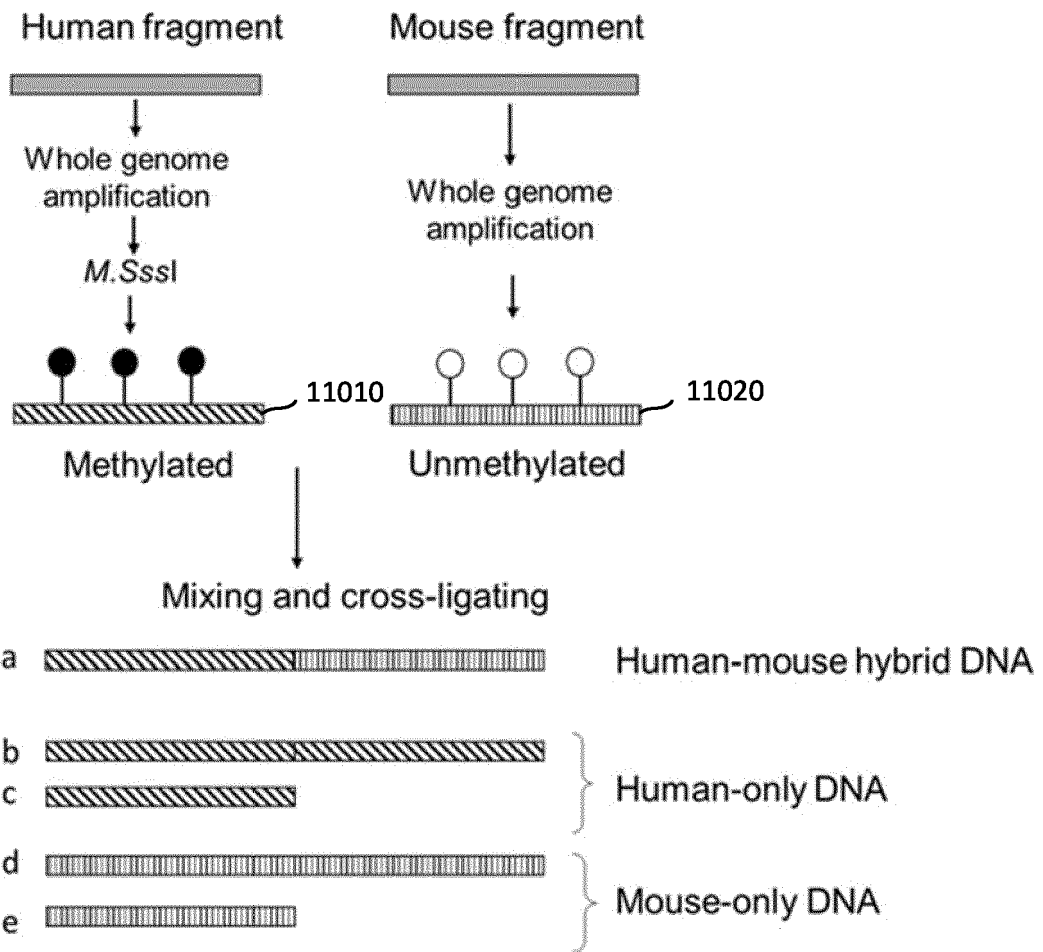 Human fragment
Mouse fragment
Whole genome
amplification
Whole genome
amplification
M.SssI
11010
11020
Methylated
Unmethylated
Mixing and cross-ligating
a
Human-mouse hybrid DNA
b
c
Human-only DNA
d
e
Mouse-only DNA